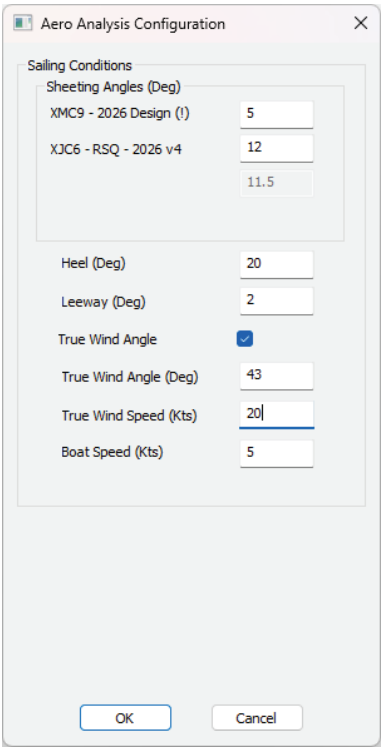 Aero Analysis Configuration
Sailing Conditions
Sheeting Angles (Deg)
XMC9 - 2026 Design (!) 5
XJC6 - RSQ - 2026 v4 12
11.5
Heel (Deg) 20
Leeway (Deg) 2
True Wind Angle
True Wind Angle (Deg) 43
True Wind Speed (Kts) 20
Boat Speed (Kts) 5
OK Cancel